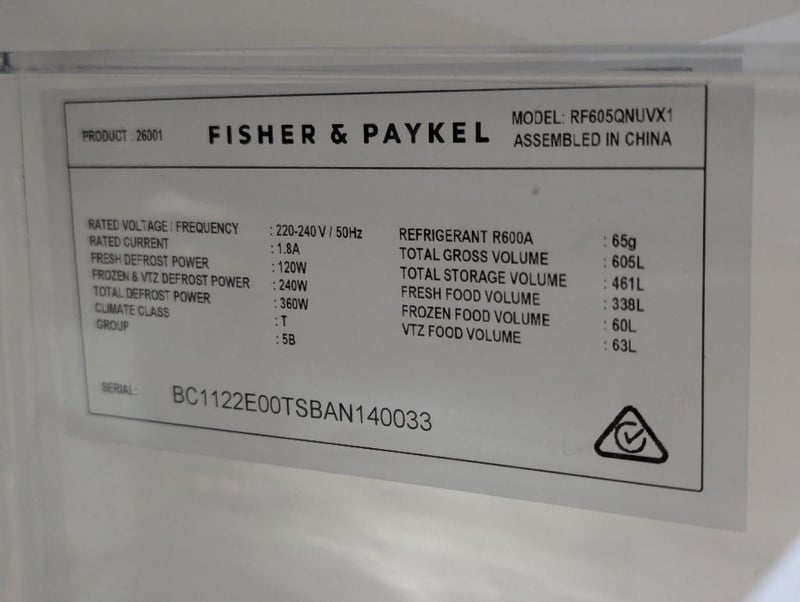 PRODUCT : 26001
FISHER & PAYKEL
MODEL: RF605QNUVX1
ASSEMBLED IN CHINA
RATED VOLTAGE / FREQUENCY : 220-240 V / 50Hz
RATED CURRENT : 1.8A
FRESH DEFROST POWER : 120W
FROZEN & VTZ DEFROST POWER : 240W
TOTAL DEFROST POWER : 360W
CLIMATE CLASS : T
GROUP : 5B
REFRIGERANT R600A : 65g
TOTAL GROSS VOLUME : 605L
TOTAL STORAGE VOLUME : 461L
FRESH FOOD VOLUME : 338L
FROZEN FOOD VOLUME : 60L
VTZ FOOD VOLUME : 63L
SERIAL: BC1122E00TSBAN140033